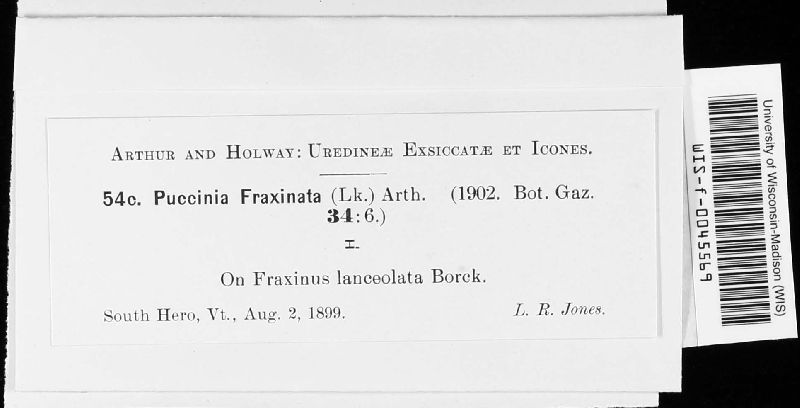 ARTHUR AND HOLWAY: UREDINEÆ EXSICCATÆ ET ICONES.
54c. Puccinia Fraxinata (Lk.) Arth. (1902. Bot. Gaz.
34:6.)
I.
On Fraxinus lanceolata Borck.
South Hero, Vt., Aug. 2, 1899. L. R. Jones.
University of Wisconsin-Madison (WIS)
WIS-f-0045569